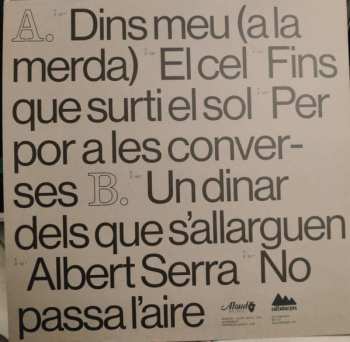 A. Dins meu (a la
merda) El cel Fins
que surti el sol Per
por a les conver-
ses B. Un dinar
dels que s'allarguen
Albert Serra No
passa l'aire